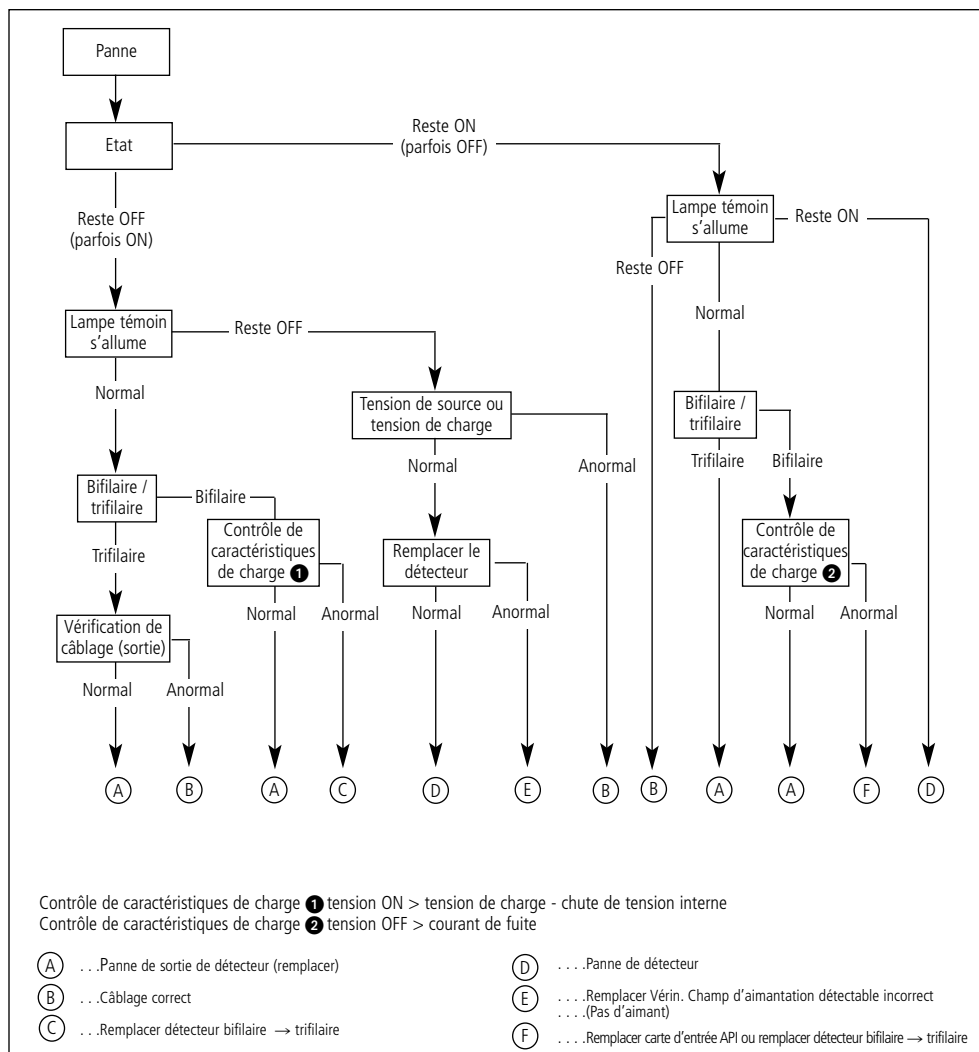 Panne
Etat
Reste ON
(parfois OFF)
Reste OFF
(parfois ON)
Lampe témoin
s'allume
Reste ON
Reste OFF
Normal
Lampe témoin
s'allume
Reste OFF
Normal
Tension de source ou
tension de charge
Normal
Anormal
Bifilaire /
trifilaire
Trifilaire
Bifilaire
Bifilaire /
trifilaire
Bifilaire
Trifilaire
Contrôle de
caractéristiques
de charge ❶
Normal
Anormal
Remplacer le
détecteur
Normal
Anormal
Contrôle de
caractéristiques
de charge ❷
Normal
Anormal
Vérification de
câblage (sortie)
Normal
Anormal
A B A C D E B B A A F D
Contrôle de caractéristiques de charge ❶ tension ON > tension de charge - chute de tension interne
Contrôle de caractéristiques de charge ❷ tension OFF > courant de fuite
A . . .Panne de sortie de détecteur (remplacer)
B . . .Câblage correct
C . . .Remplacer détecteur bifilaire → trifilaire
D . . . .Panne de détecteur
E . . . .Remplacer Vérin. Champ d'aimantation détectable incorrect
. . . .(Pas d'aimant)
F . . . .Remplacer carte d'entrée API ou remplacer détecteur bifilaire → trifilaire